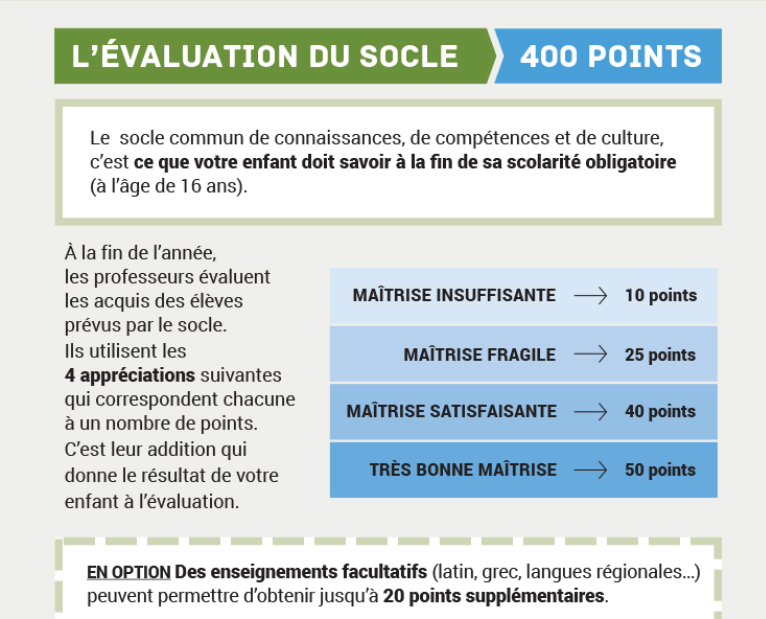 L'ÉVALUATION DU SOCLE 400 POINTS
Le socle commun de connaissances, de compétences et de culture,
c'est ce que votre enfant doit savoir à la fin de sa scolarité obligatoire
(à l'âge de 16 ans).
À la fin de l'année,
les professeurs évaluent
les acquis des élèves
prévus par le socle.
Ils utilisent les
4 appréciations suivantes
qui correspondent chacune
à un nombre de points.
C'est leur addition qui
donne le résultat de votre
enfant à l'évaluation.
MAÎTRISE INSUFFISANTE → 10 points
MAÎTRISE FRAGILE → 25 points
MAÎTRISE SATISFAISANTE → 40 points
TRÈS BONNE MAÎTRISE → 50 points
EN OPTION Des enseignements facultatifs (latin, grec, langues régionales...)
peuvent permettre d'obtenir jusqu'à 20 points supplémentaires.